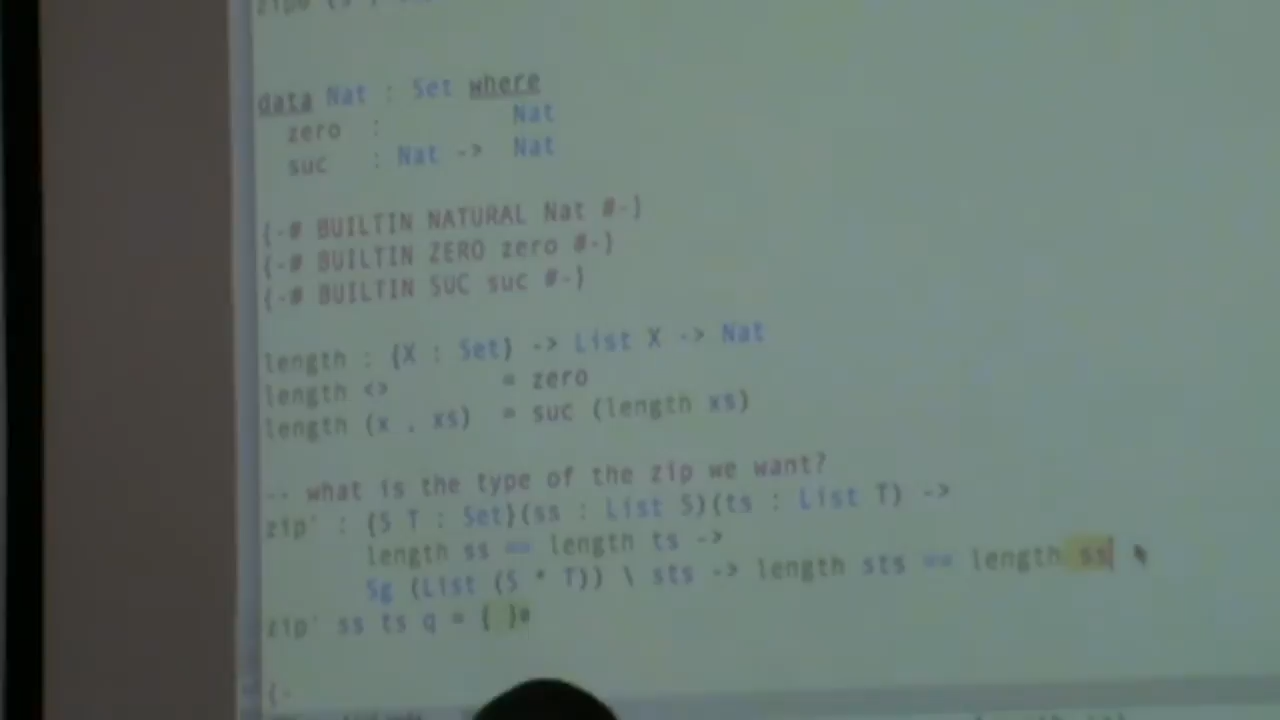 data Nat : Set where
zero : Nat
suc : Nat -> Nat
{-# BUILTIN NATURAL Nat #-}
{-# BUILTIN ZERO zero #-}
{-# BUILTIN SUC suc #-}
length : {X : Set} -> List X -> Nat
length <> = zero
length (x , xs) = suc (length xs)
-- what is the type of the zip we want?
zip' : {S T : Set}(ss : List S)(ts : List T) ->
length ss == length ts ->
Sg (List (S * T)) \ sts -> length sts == length ss
zip' ss ts q = { }0
{-